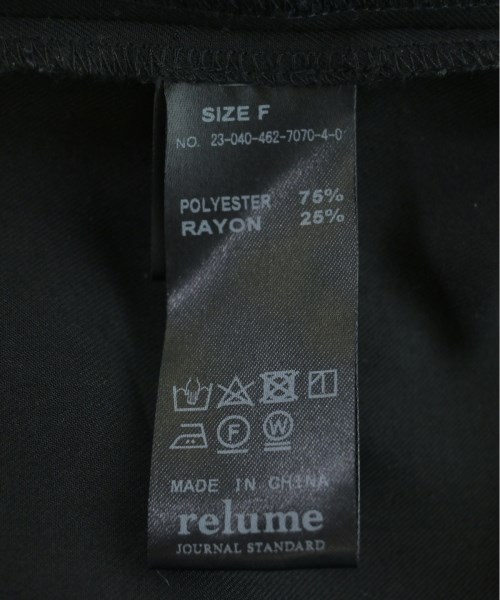 SIZE F
NO. 23-040-462-7070-4-0
POLYESTER 75%
RAYON 25%
F W
MADE IN CHINA
relume
JOURNAL STANDARD